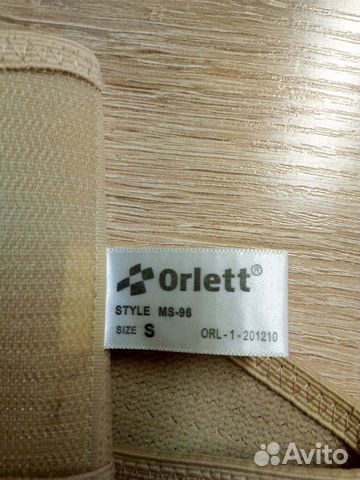 Orlett®
STYLE MS-96
SIZE S ORL-1-201210
Avito